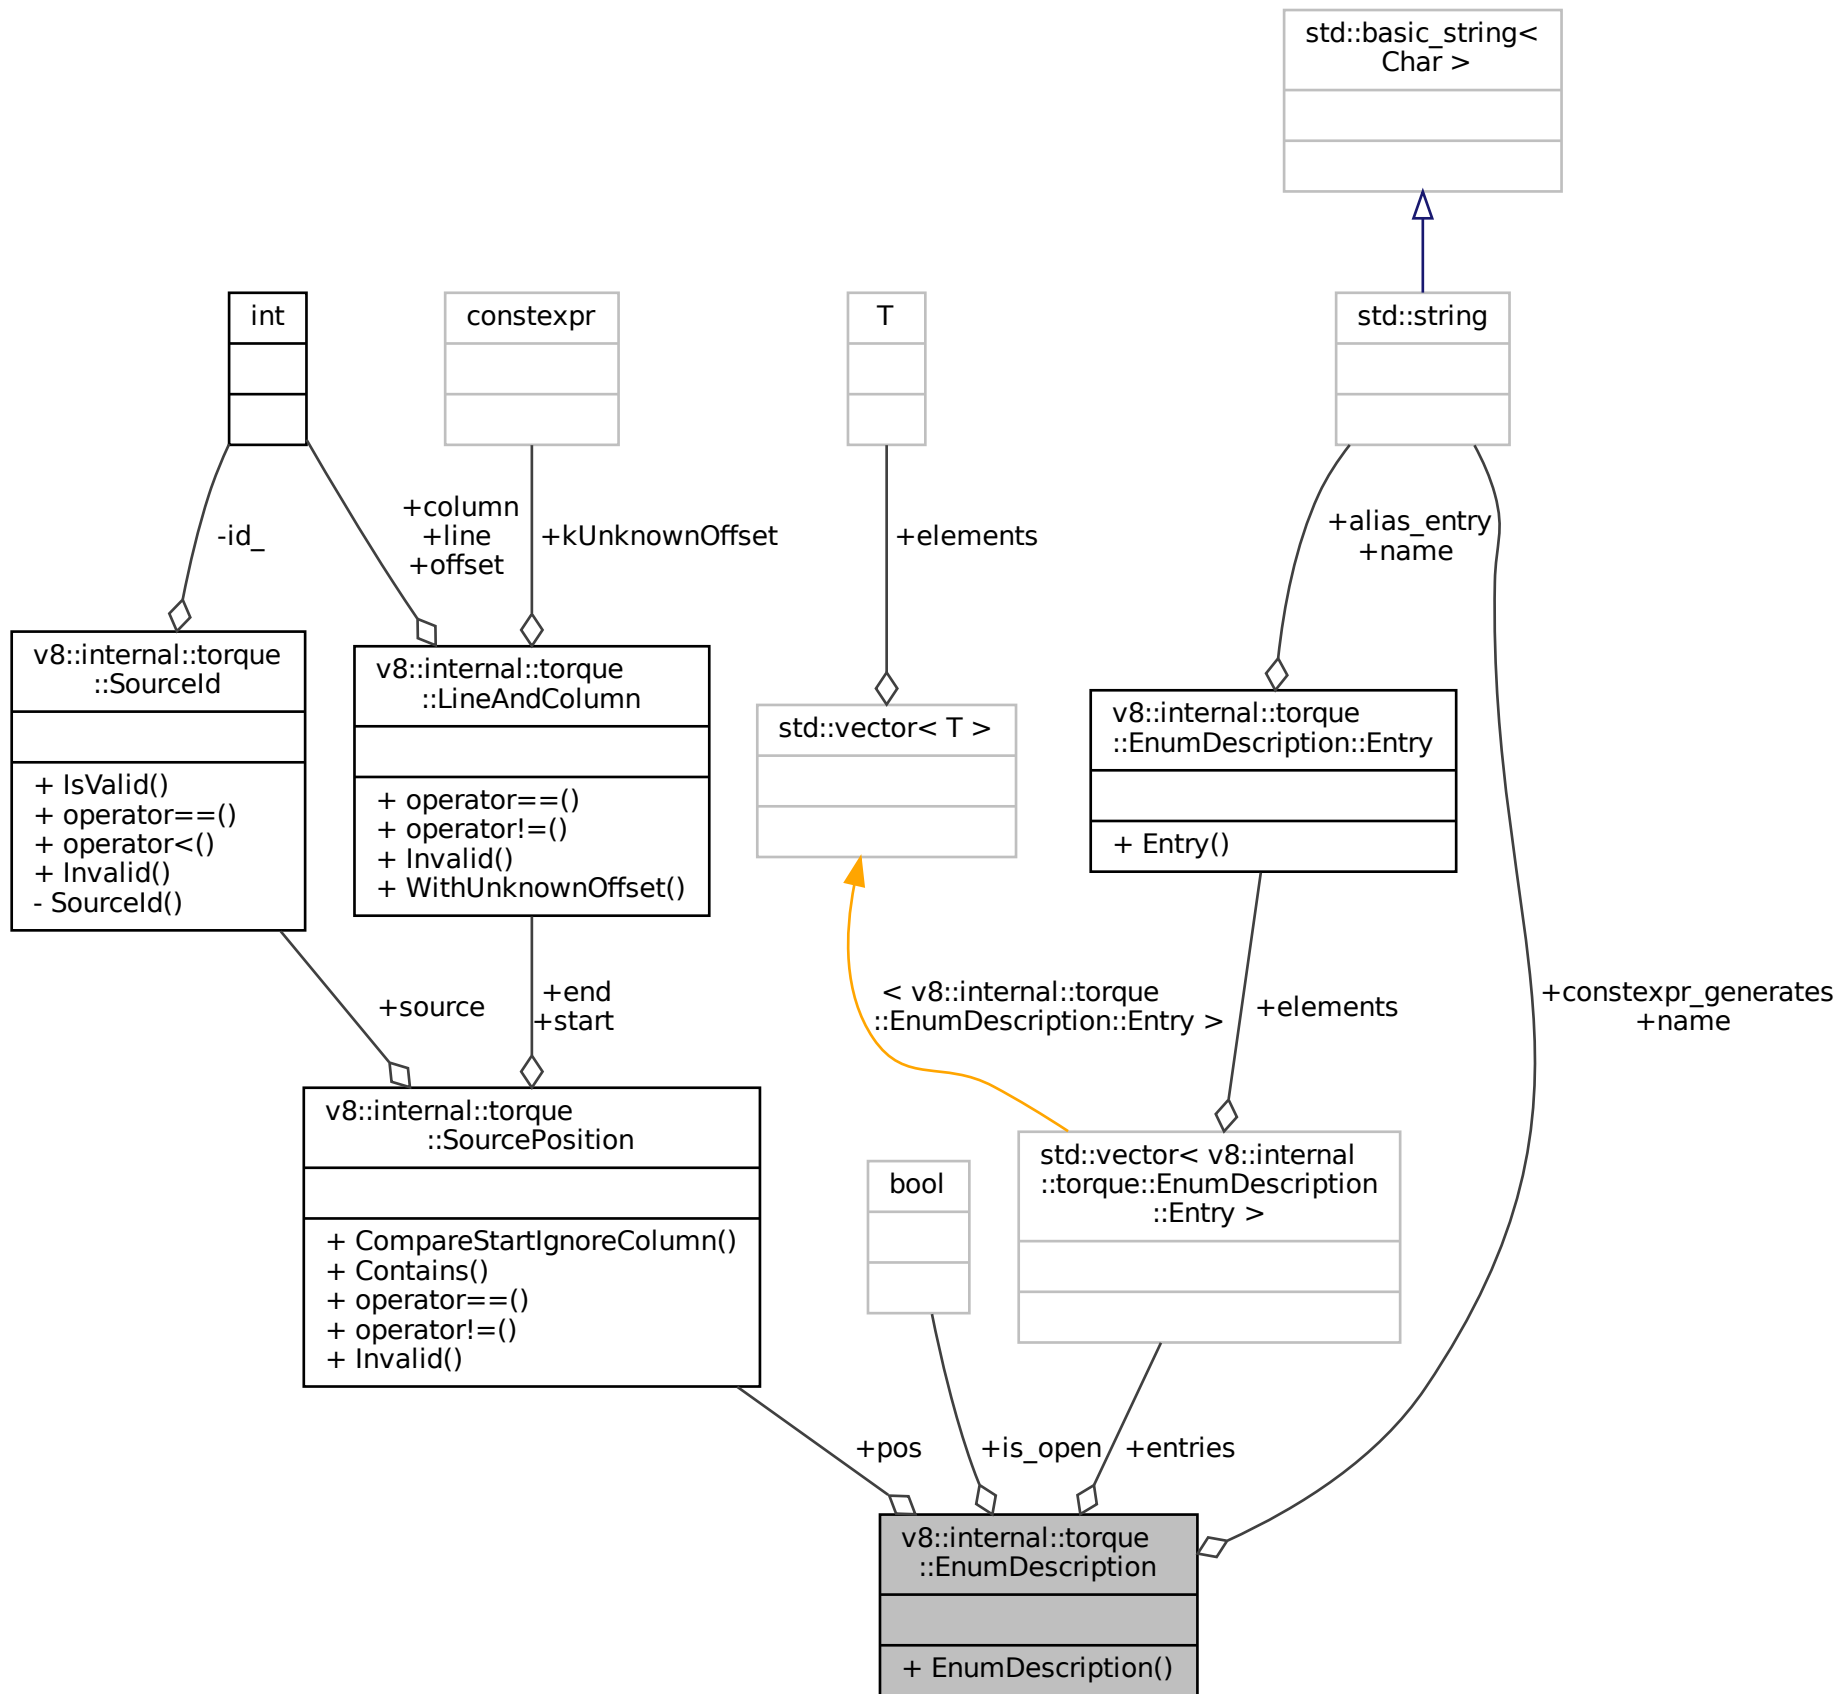 std::basic_string<
Char >
int
constexpr
T
std::string
-id_
+column
+line
+offset
+kUnknownOffset
+elements
+alias_entry
+name
v8::internal::torque
::SourceId
+ IsValid()
+ operator==()
+ operator<()
+ Invalid()
- SourceId()
v8::internal::torque
::LineAndColumn
+ operator==()
+ operator!=()
+ Invalid()
+ WithUnknownOffset()
std::vector< T >
v8::internal::torque
::EnumDescription::Entry
+ Entry()
+source
+end
+start
< v8::internal::torque
::EnumDescription::Entry >
+elements
+constexpr_generates
+name
v8::internal::torque
::SourcePosition
+ CompareStartIgnoreColumn()
+ Contains()
+ operator==()
+ operator!=()
+ Invalid()
bool
std::vector< v8::internal
::torque::EnumDescription
::Entry >
+pos
+is_open
+entries
v8::internal::torque
::EnumDescription
+ EnumDescription()